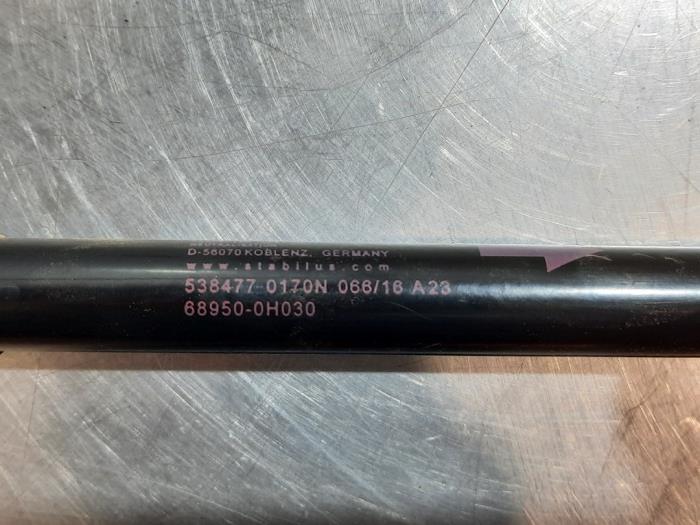 D-56070 KOBLENZ, GERMANY
www.stabilus.com
538477 0170N 066/16 A23
68950-0H030